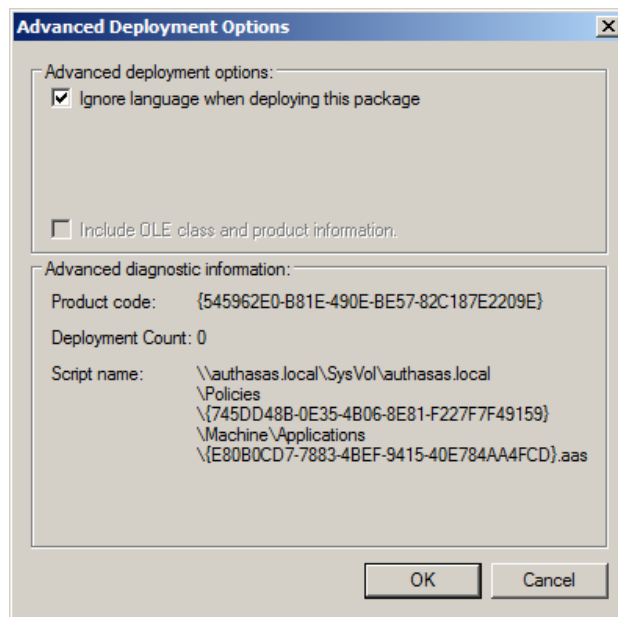 Advanced Deployment Options
Advanced deployment options:
Ignore language when deploying this package
Include OLE class and product information.
Advanced diagnostic information:
Product code: {545962E0-B81E-490E-BE57-82C187E2209E}
Deployment Count: 0
Script name: \\authasas.local\SysVol\authasas.local
\Policies
\{745DD48B-0E35-4B06-8E81-F227F7F49159}
\Machine\Applications
\{E80B0CD7-7883-4BEF-9415-40E784AA4FCD}.aas
OK Cancel